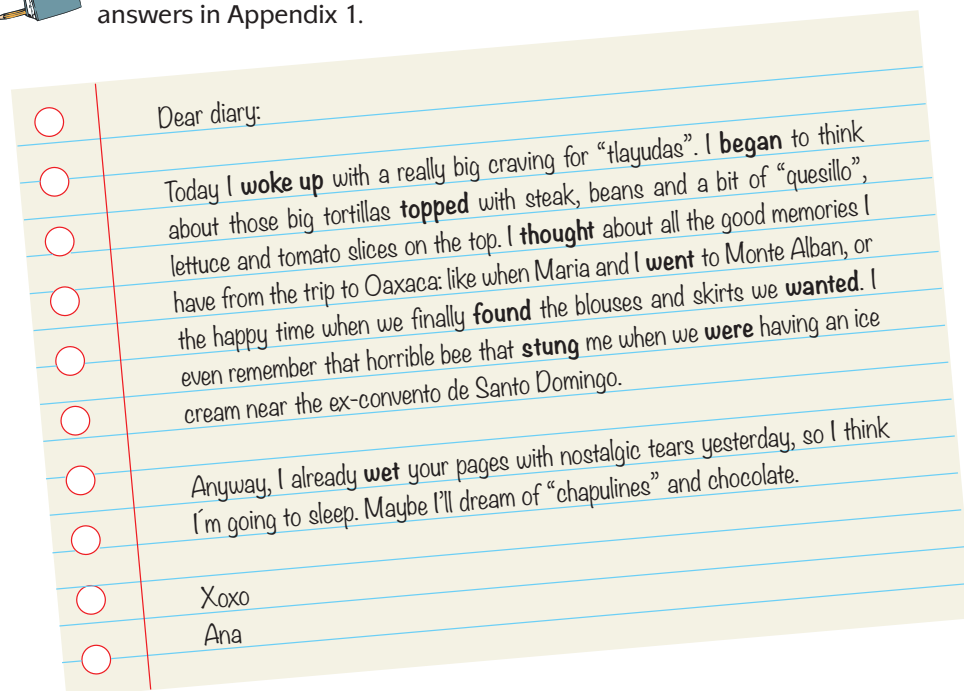 answers in Appendix 1.
Dear diary:
Today I woke up with a really big craving for “tlayudas”. I began to think
about those big tortillas topped with steak, beans and a bit of “quesillo”,
lettuce and tomato slices on the top. I thought about all the good memories I
have from the trip to Oaxaca: like when Maria and I went to Monte Alban, or
the happy time when we finally found the blouses and skirts we wanted. I
even remember that horrible bee that stung me when we were having an ice
cream near the ex-convento de Santo Domingo.
Anyway, I already wet your pages with nostalgic tears yesterday, so I think
I´m going to sleep. Maybe I’ll dream of “chapulines” and chocolate.
Xoxo
Ana